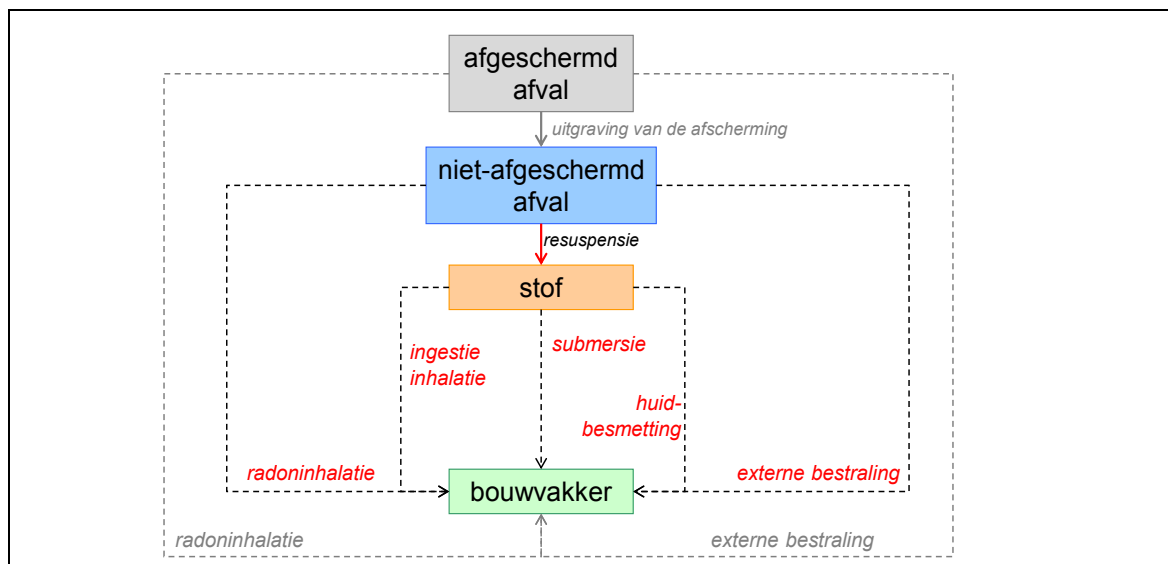 afgeschermd
afval
uitgraving van de afscherming
niet-afgeschermd
afval
resuspensie
stof
ingestie
inhalatie
submersie
huid-
besmetting
radoninhalatie
externe bestraling
bouwvakker
radoninhalatie
externe bestraling